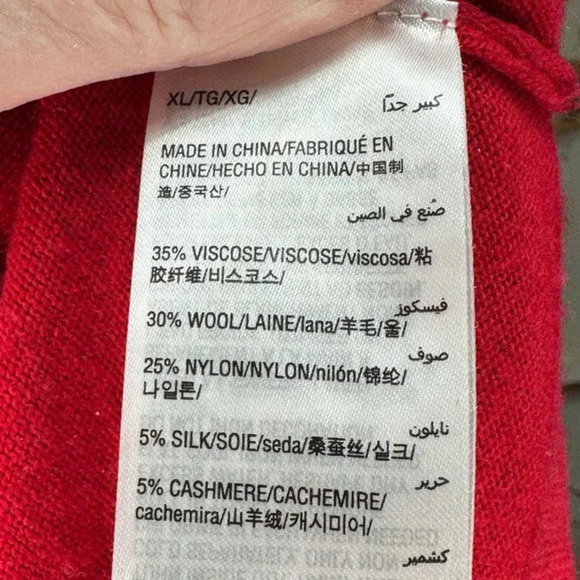 XL/TG/XG/
كبير جداً
MADE IN CHINA/FABRIQUÉ EN
CHINE/HECHO EN CHINA/中国制
造/중국산/
صُنع في الصين
35% VISCOSE/VISCOSE/viscosa/粘
胶纤维/비스코스/
فيسكوز
30% WOOL/LAINE/lana/羊毛/울/
صوف
25% NYLON/NYLON/nilón/锦纶/
나일론/
نايلون
5% SILK/SOIE/seda/桑蚕丝/실크/
حرير
5% CASHMERE/CACHEMIRE/
cachemira/山羊绒/캐시미어/
كشمير